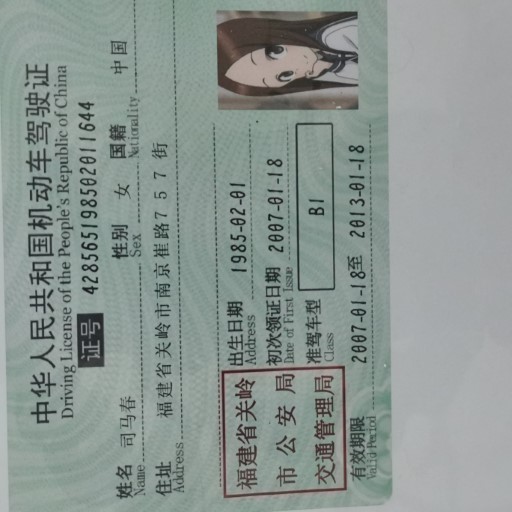 中华人民共和国机动车驾驶证
Driving License of the People's Republic of China
证号 428565198502011644
姓名 司马春 性别 女 国籍 中国
Name Sex Nationality
住址 福建省关岭市南京崔路757街
Address
福建省关岭
市公安局
交通管理局
出生日期 1985-02-01
Address
初次领证日期 2007-01-18
Date of First Issue
准驾车型 B1
Class
有效期限 2007-01-18至 2013-01-18
Valid Period